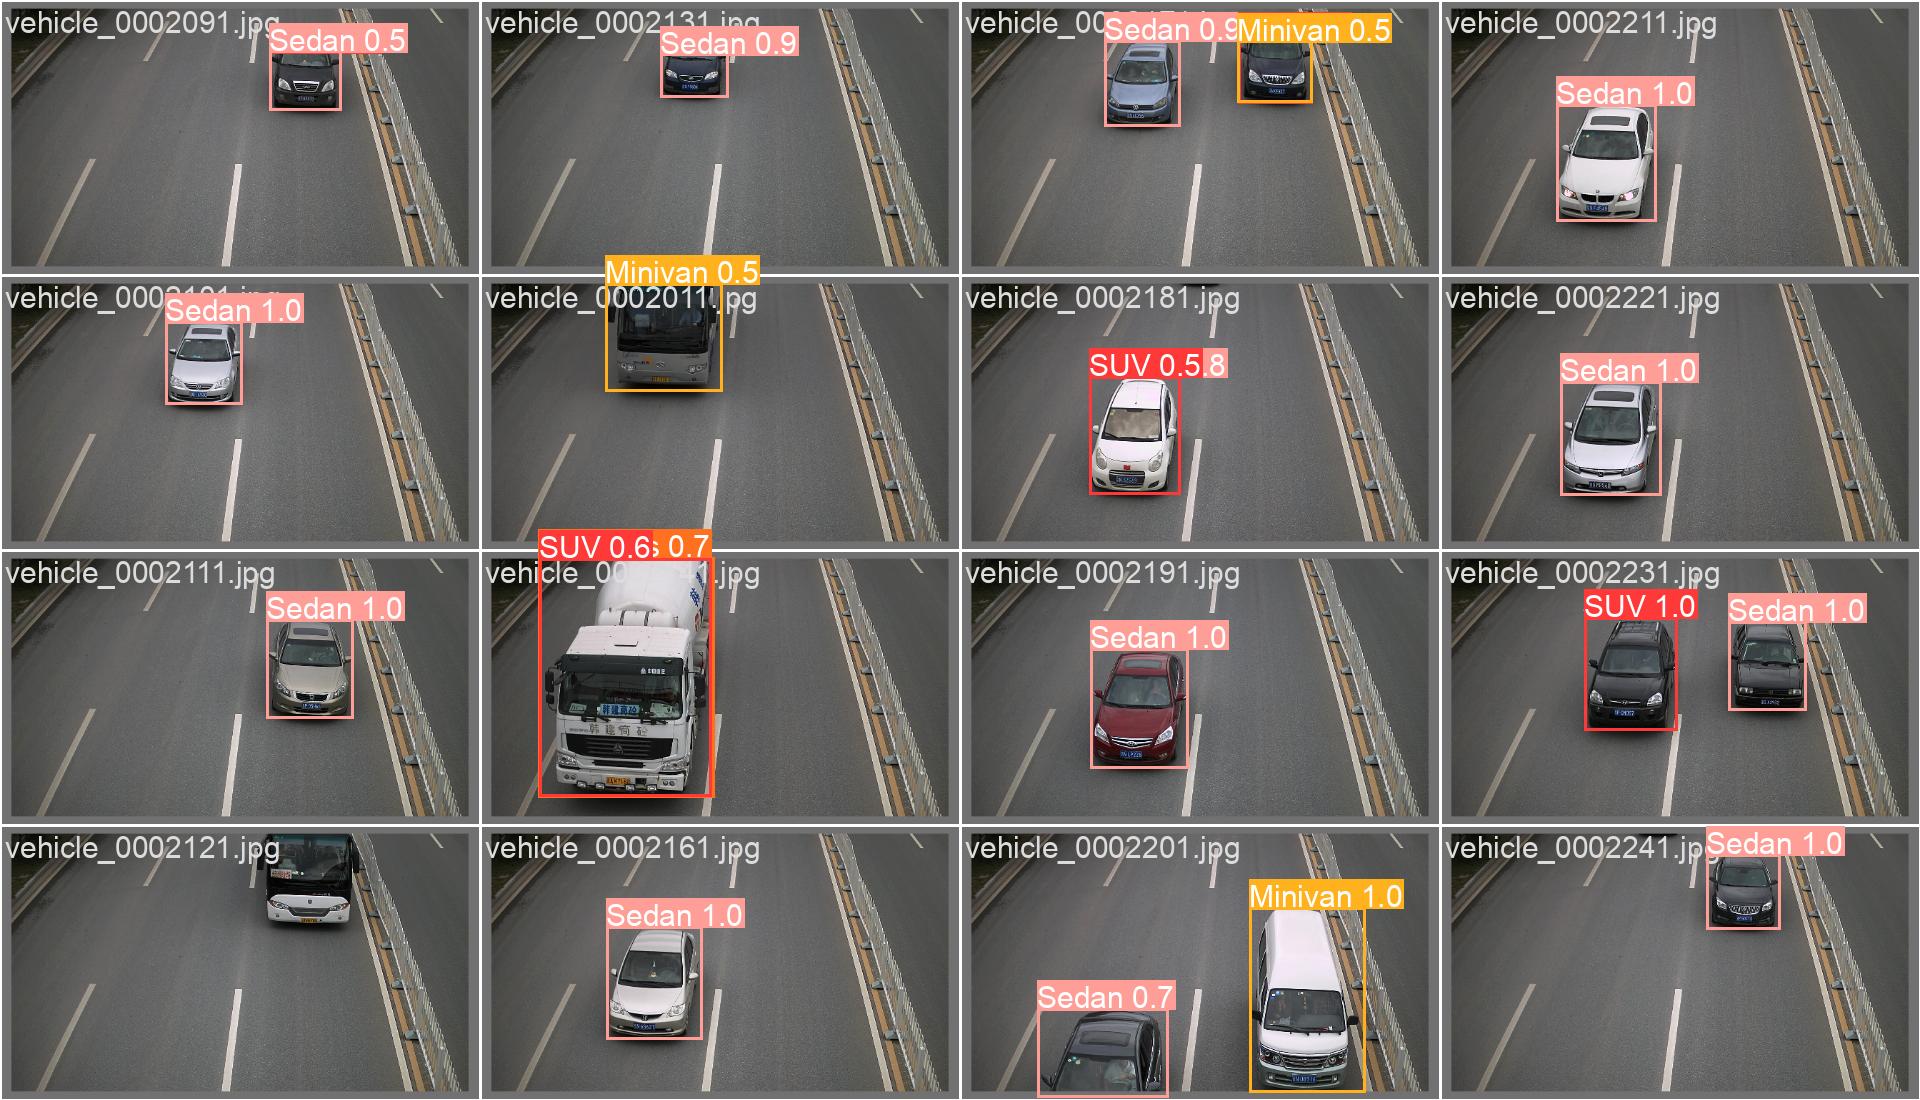 vehicle_0002091.jpg
Sedan 0.5
vehicle_0002131.jpg
Sedan 0.9
Sedan 0.9
Minivan 0.5
vehicle_0002211.jpg
Sedan 1.0
Sedan 1.0
Minivan 0.5
vehicle_0002011.jpg
vehicle_0002181.jpg
SUV 0.5
.8
vehicle_0002221.jpg
Sedan 1.0
vehicle_0002111.jpg
Sedan 1.0
SUV 0.6
s 0.7
vehicle_0002191.jpg
Sedan 1.0
vehicle_0002231.jpg
SUV 1.0
Sedan 1.0
vehicle_0002121.jpg
vehicle_0002161.jpg
Sedan 1.0
vehicle_0002201.jpg
Minivan 1.0
Sedan 0.7
vehicle_0002241.jpg
Sedan 1.0